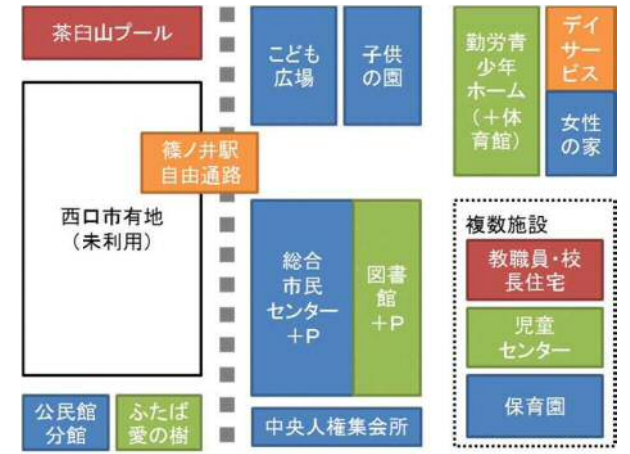 茶臼山プール
こども
広場
子供
の園
勤労青
少年
ホーム
(+体
育館)
デイ
サー
ビス
女性
の家
篠ノ井駅
自由通路
西口市有地
(未利用)
総合
市民
センター
+P
図書
館
+P
複数施設
教職員・校
長住宅
児童
センター
保育園
公民館
分館
ふたば
愛の樹
中央人権集会所